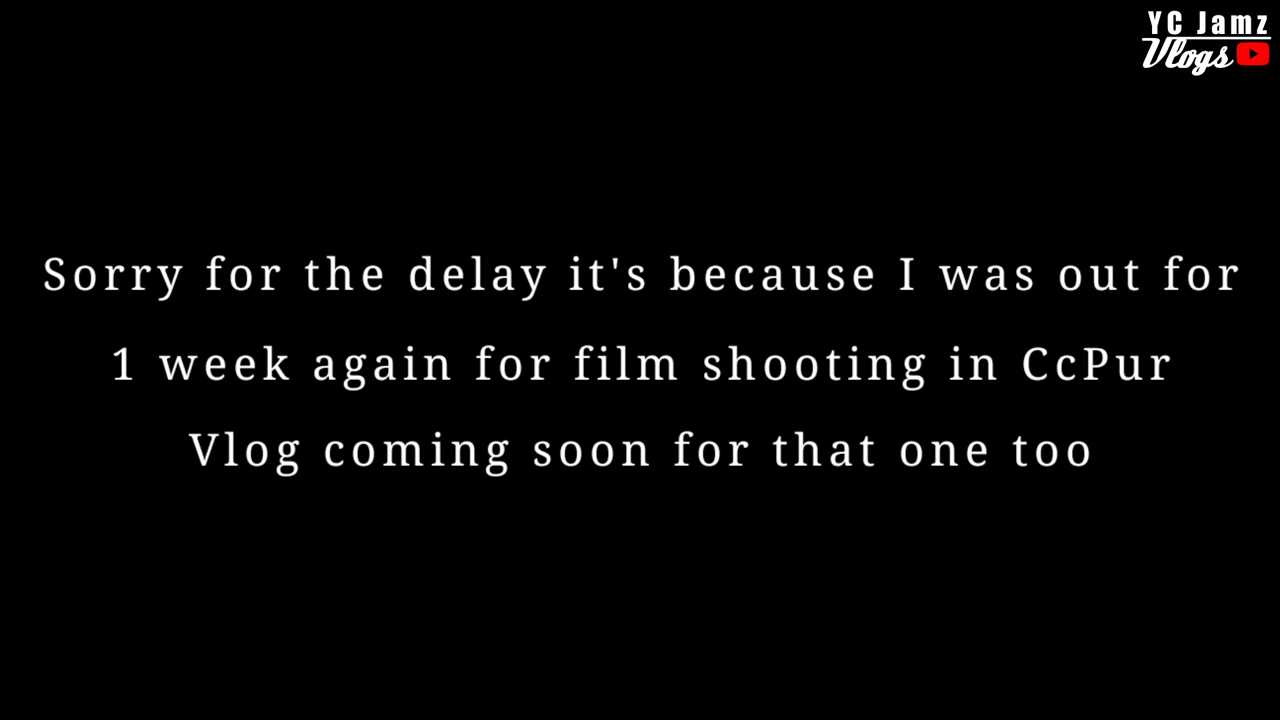 YC Jamz
Vlogs
Sorry for the delay it's because I was out for
1 week again for film shooting in CcPur
Vlog coming soon for that one too